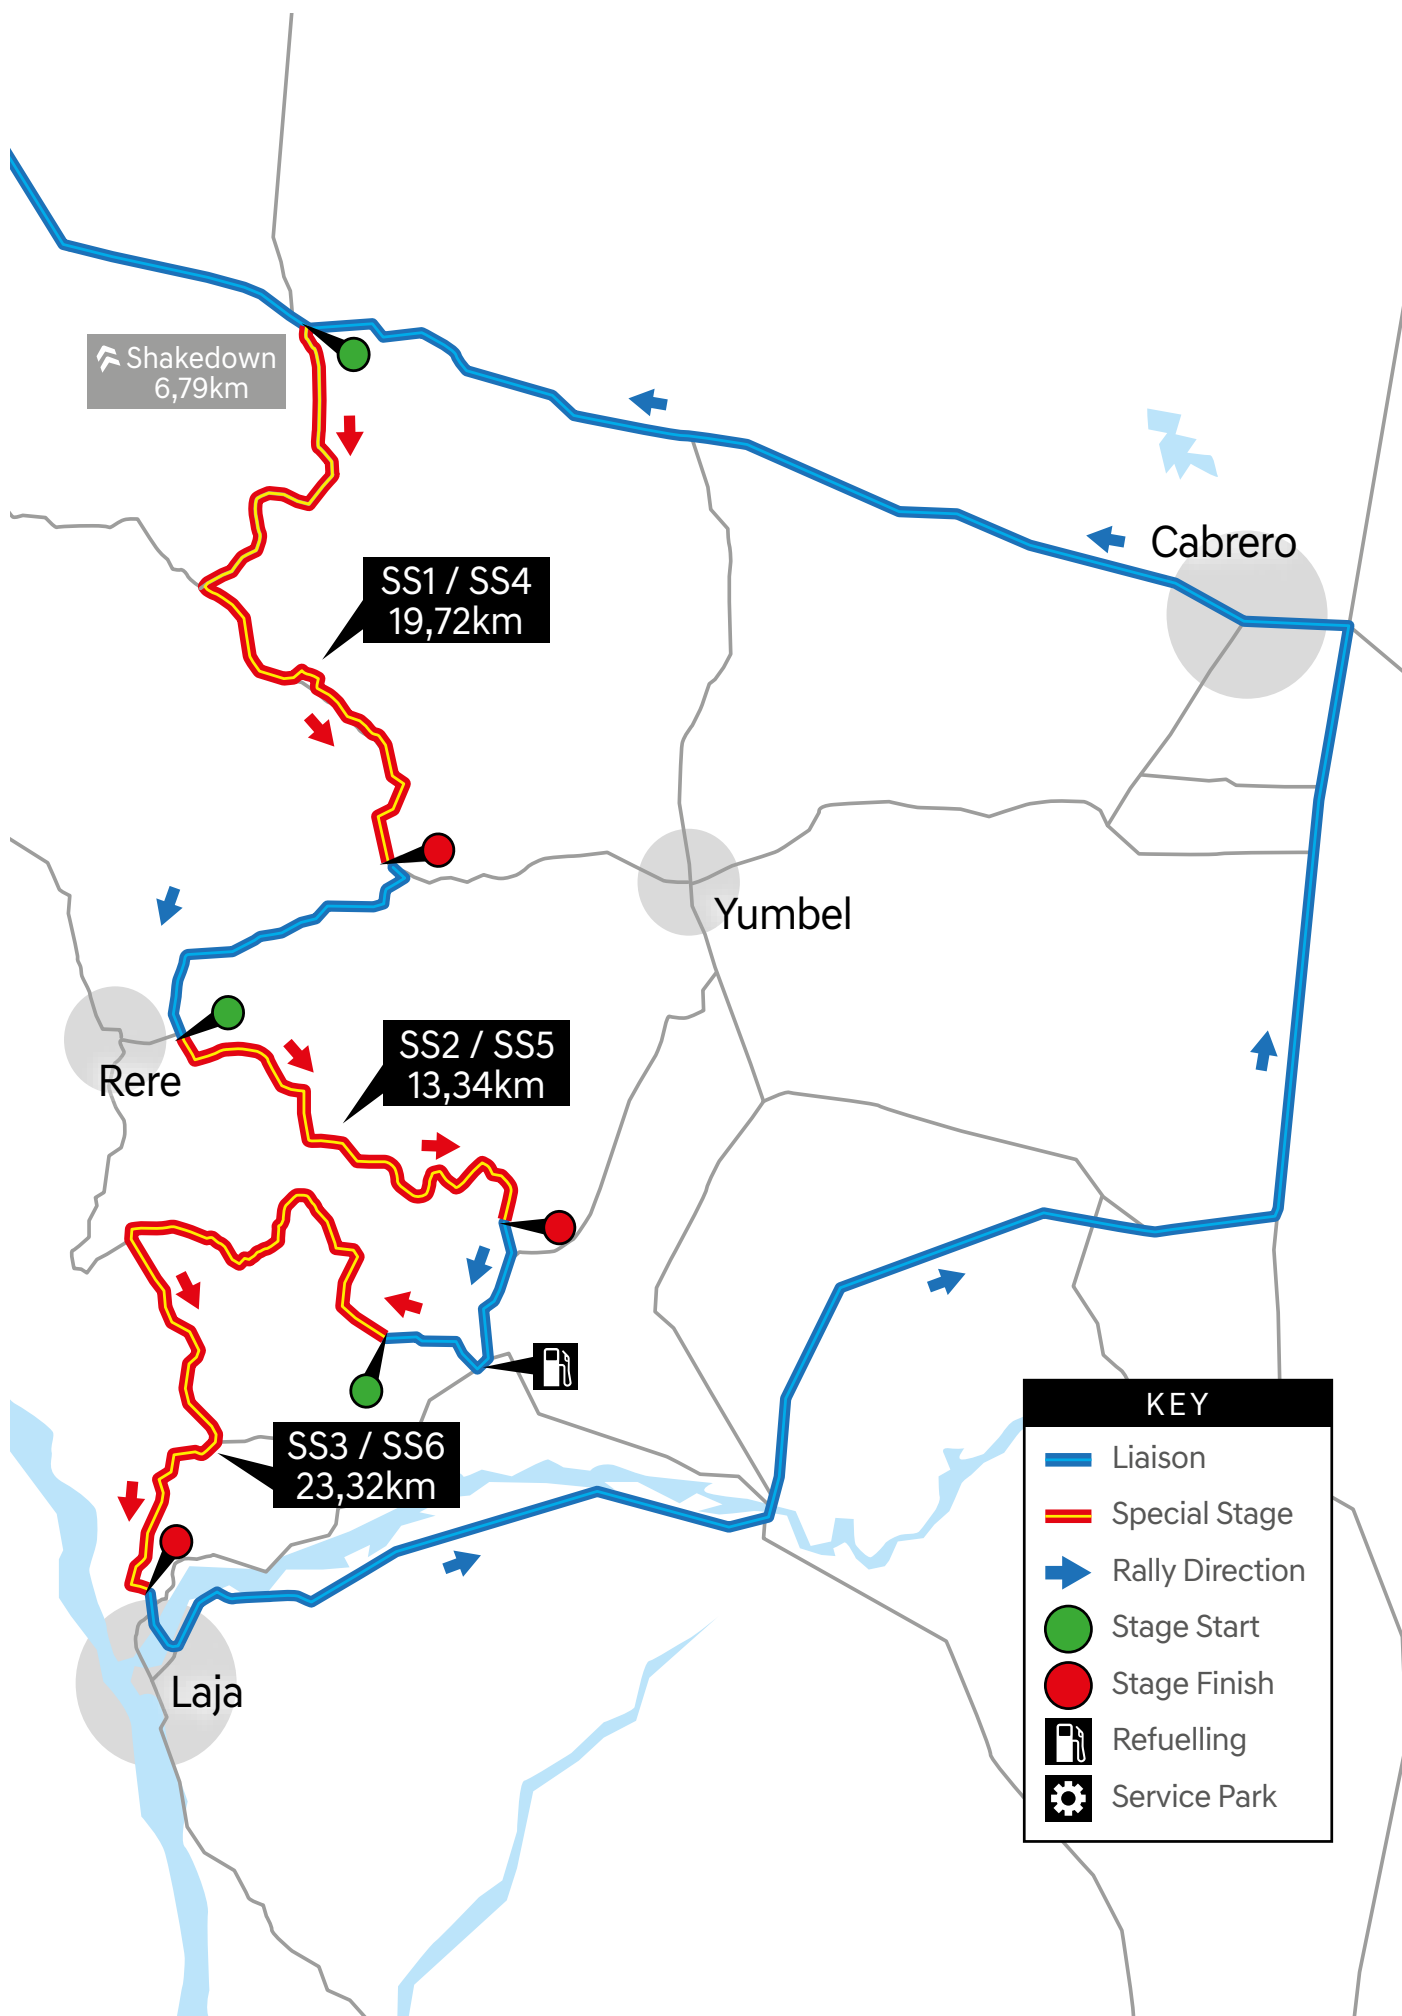 Shakedown
6,79km
Cabrero
SS1 / SS4
19,72km
Yumbel
Rere
SS2 / SS5
13,34km
SS3 / SS6
23,32km
Laja
KEY
Liaison
Special Stage
Rally Direction
Stage Start
Stage Finish
Refuelling
Service Park